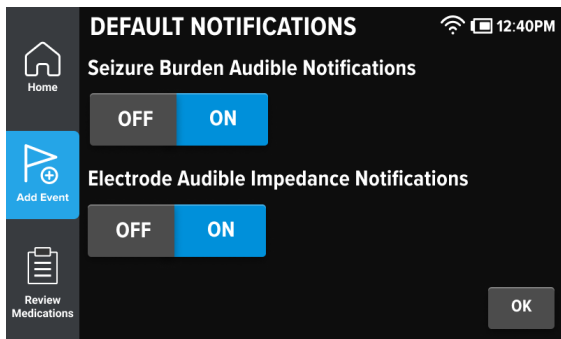 DEFAULT NOTIFICATIONS
12:40PM
Home
Seizure Burden Audible Notifications
OFF ON
Add Event
Electrode Audible Impedance Notifications
OFF ON
Review
Medications
OK